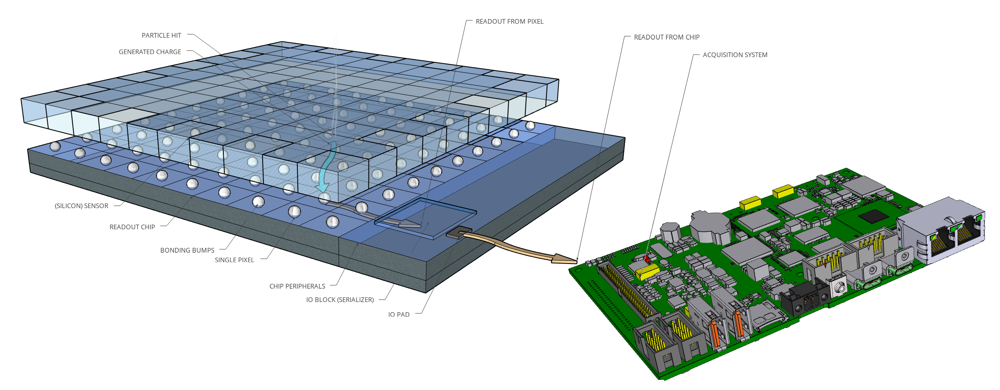 READOUT FROM PIXEL
PARTICLE HIT
READOUT FROM CHIP
GENERATED CHARGE
ACQUISITION SYSTEM
(SILICON) SENSOR
READOUT CHIP
BONDING BUMPS
SINGLE PIXEL
CHIP PERIPHERALS
IO BLOCK (SERIALIZER)
IO PAD